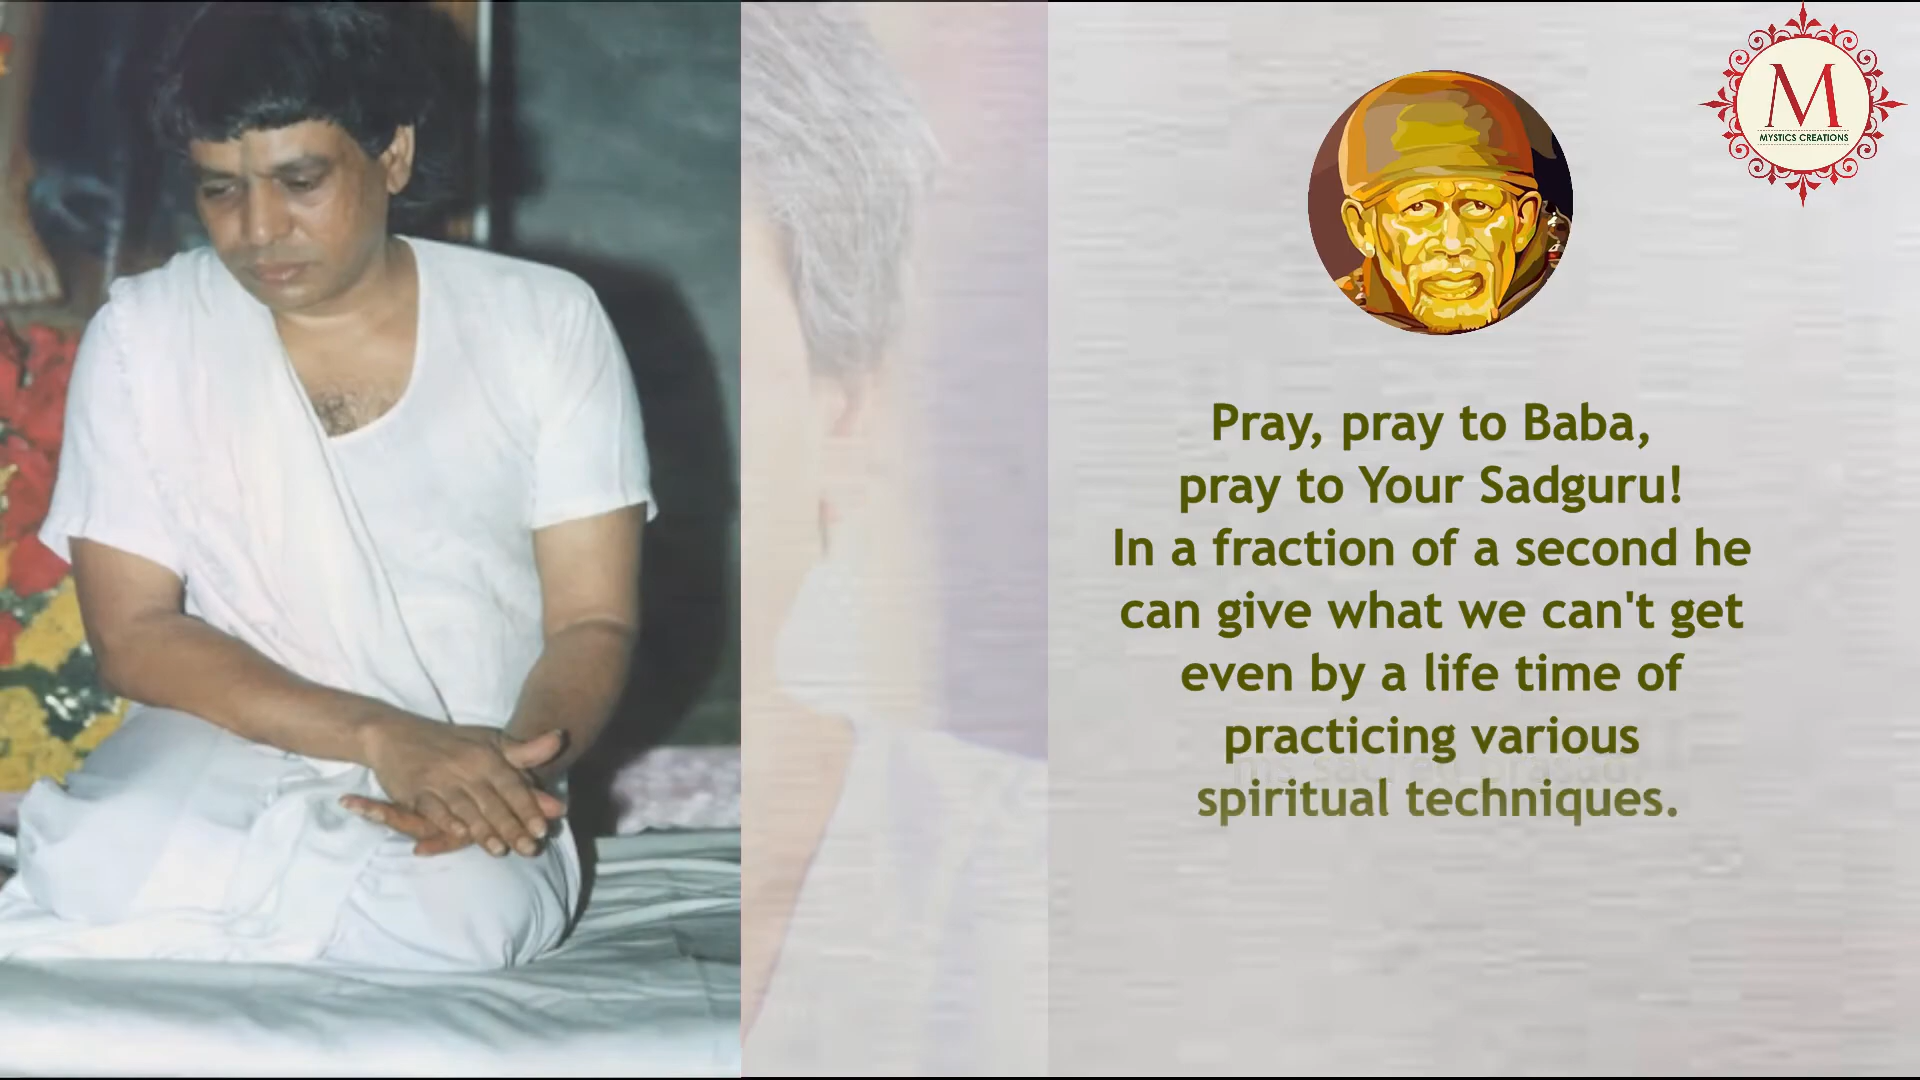 M
MYSTICS CREATIONS
Pray, pray to Baba,
pray to Your Sadguru!
In a fraction of a second he
can give what we can't get
even by a life time of
practicing various
spiritual techniques.